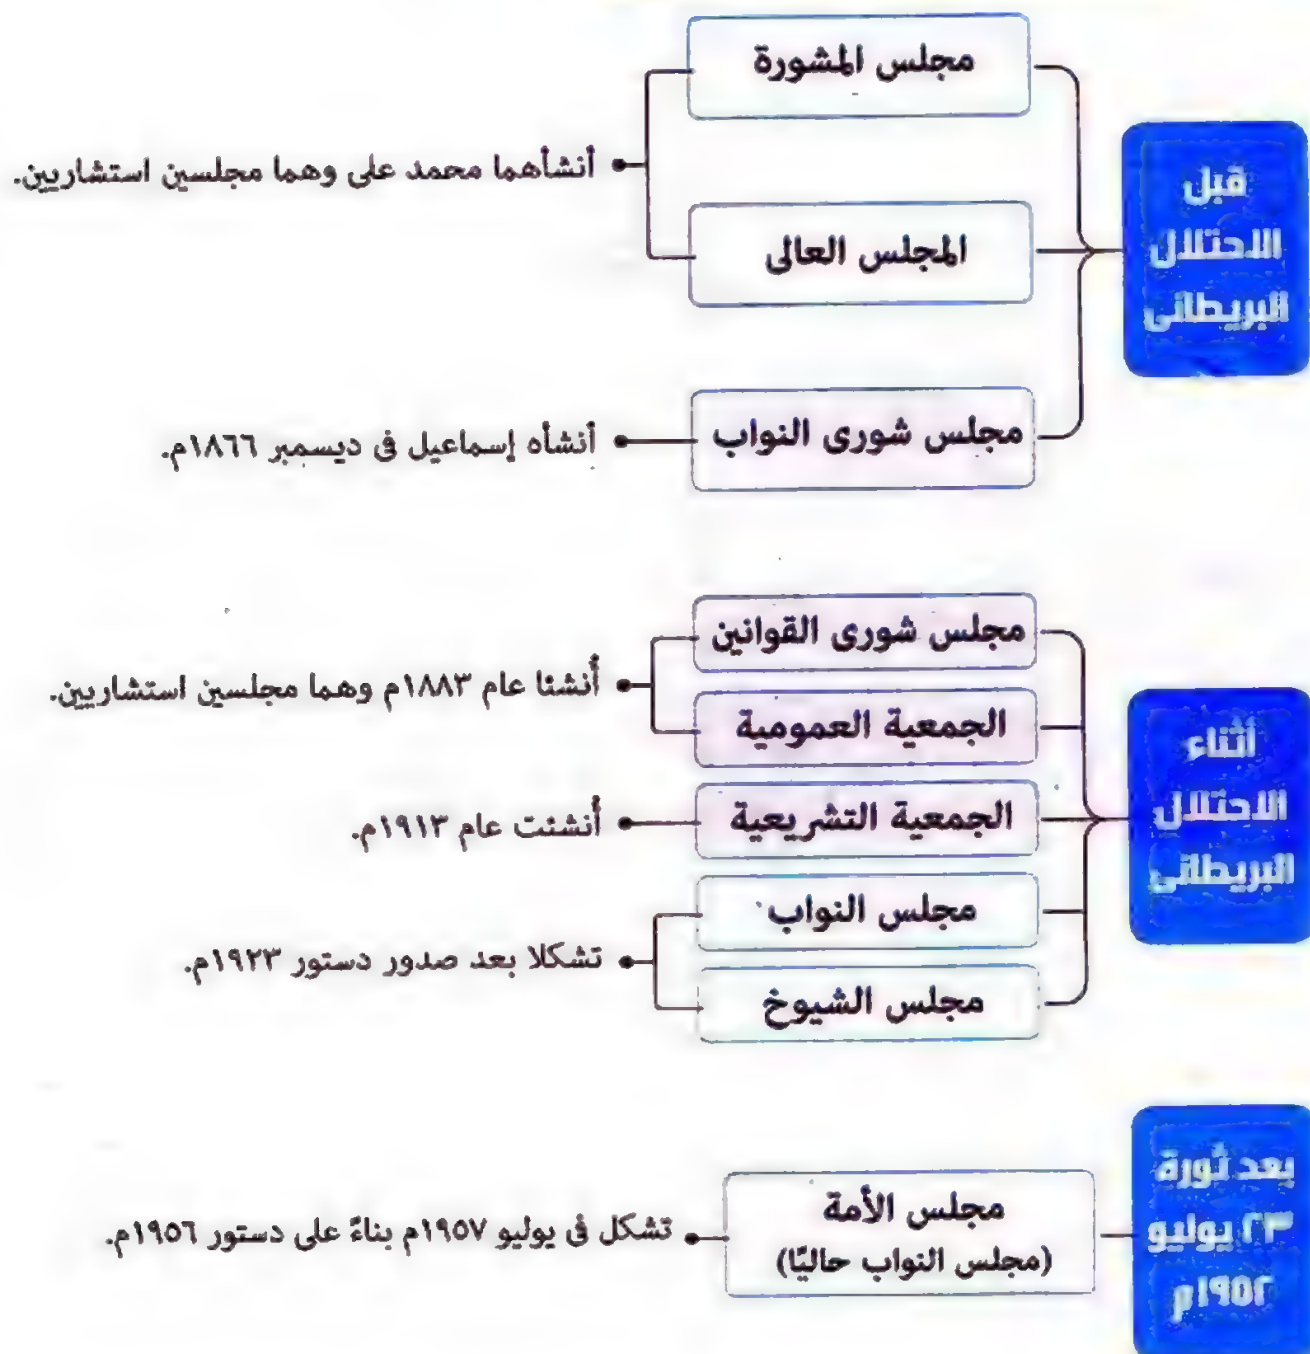 قبل
الاحتلال
البريطانى
مجلس المشورة
المجلس العالى
أنشأهما محمد على وهما مجلسين استشاريين.
مجلس شورى النواب
أنشأه إسماعيل فى ديسمبر ١٨٦٦م.
أثناء
الاحتلال
البريطانى
مجلس شورى القوانين
الجمعية العمومية
أُنشئا عام ١٨٨٣م وهما مجلسين استشاريين.
الجمعية التشريعية
أُنشئت عام ١٩١٣م.
مجلس النواب
مجلس الشيوخ
تشكلا بعد صدور دستور ١٩٢٣م.
بعد ثورة
٢٣ يوليو
١٩٥٢م
مجلس الأمة
(مجلس النواب حاليًا)
تشكل فى يوليو ١٩٥٧م بناءً على دستور ١٩٥٦م.